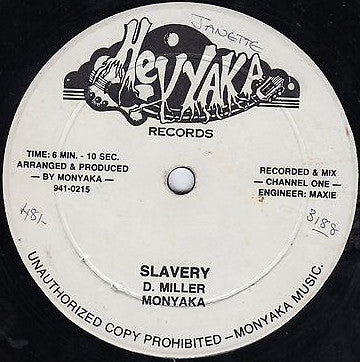 JANETTE
HEVYAKA
RECORDS
TIME: 6 MIN. - 10 SEC.
ARRANGED & PRODUCED
— BY MONYAKA —
941-0215
RECORDED & MIX
— CHANNEL ONE —
ENGINEER: MAXIE
481-
3188
SLAVERY
D. MILLER
MONYAKA
UNAUTHORIZED COPY PROHIBITED — MONYAKA MUSIC.